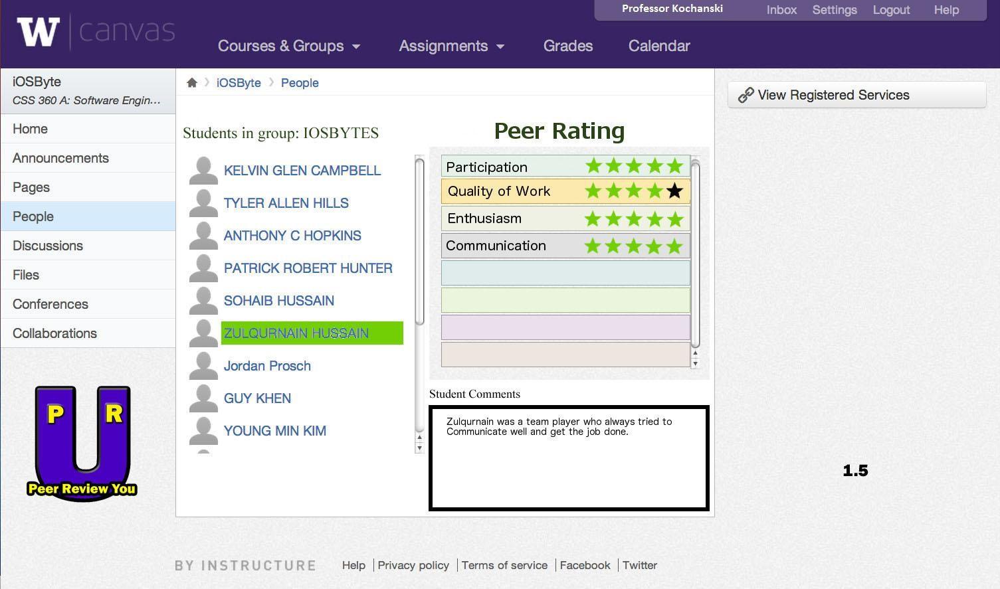 Professor Kochanski
Inbox Settings Logout Help
W canvas
Courses & Groups Assignments Grades Calendar
iOSByte
CSS 360 A: Software Engin...
Home
Announcements
Pages
People
Discussions
Files
Conferences
Collaborations
P R
Peer Review You
iOSByte People
Students in group: IOSBYTES
KELVIN GLEN CAMPBELL
TYLER ALLEN HILLS
ANTHONY C HOPKINS
PATRICK ROBERT HUNTER
SOHAIB HUSSAIN
ZULQURNAIN HUSSAIN
Jordan Prosch
GUY KHEN
YOUNG MIN KIM
Peer Rating
Participation
Quality of Work
Enthusiasm
Communication
Student Comments
Zulqurnain was a team player who always tried to
Communicate well and get the job done.
View Registered Services
1.5
BY INSTRUCTURE
Help Privacy policy Terms of service Facebook Twitter